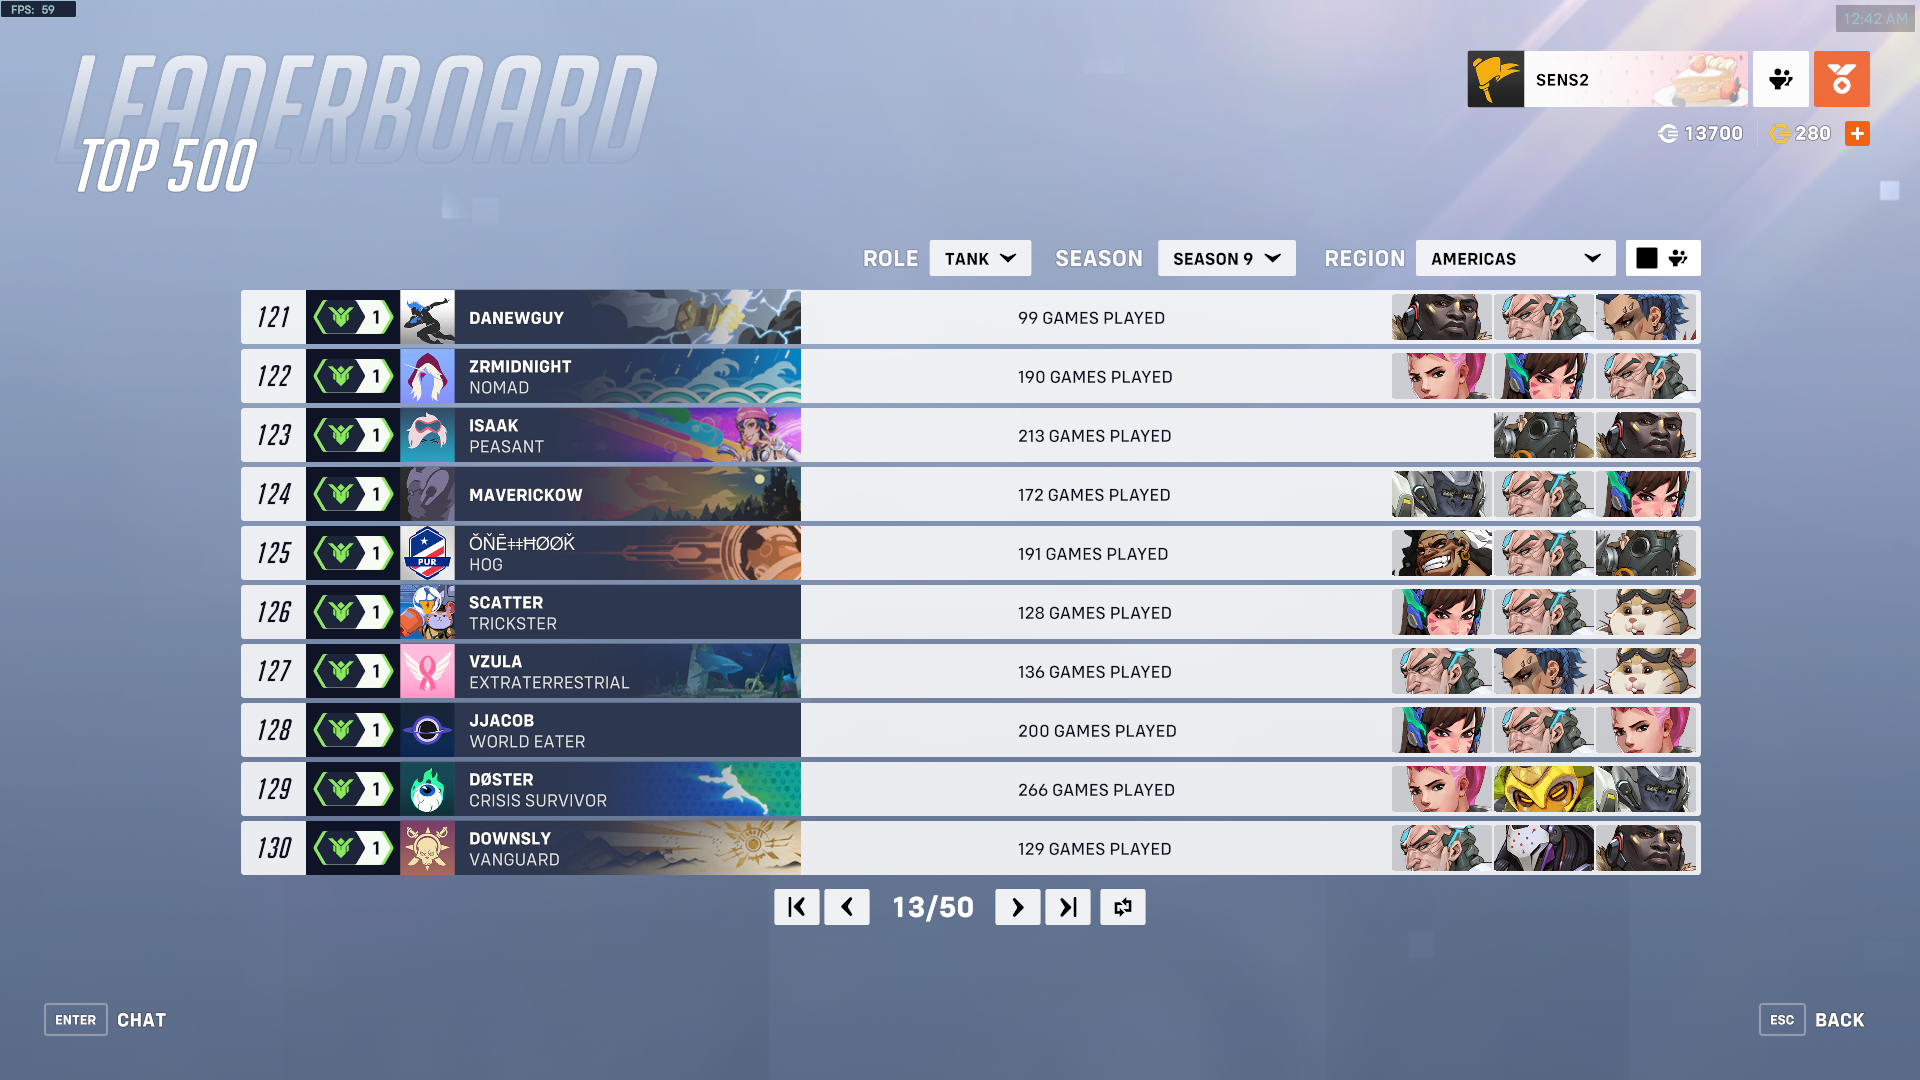 FPS: 59
12:42 AM
LEADERBOARD
TOP 500
SENS2
13700
280
ROLE
TANK
SEASON
SEASON 9
REGION
AMERICAS
121 1 DANEWGUY 99 GAMES PLAYED
122 1 ZRMIDNIGHT 190 GAMES PLAYED
NOMAD
123 1 ISAAK 213 GAMES PLAYED
PEASANT
124 1 MAVERICKOW 172 GAMES PLAYED
125 PUR 1 ŎŇĒǂǂĦØØǨ 191 GAMES PLAYED
HOG
126 1 SCATTER 128 GAMES PLAYED
TRICKSTER
127 1 VZULA 136 GAMES PLAYED
EXTRATERRESTRIAL
128 1 JJACOB 200 GAMES PLAYED
WORLD EATER
129 1 DØSTER 266 GAMES PLAYED
CRISIS SURVIVOR
130 1 DOWNSLY 129 GAMES PLAYED
VANGUARD
13/50
ENTER CHAT
ESC BACK